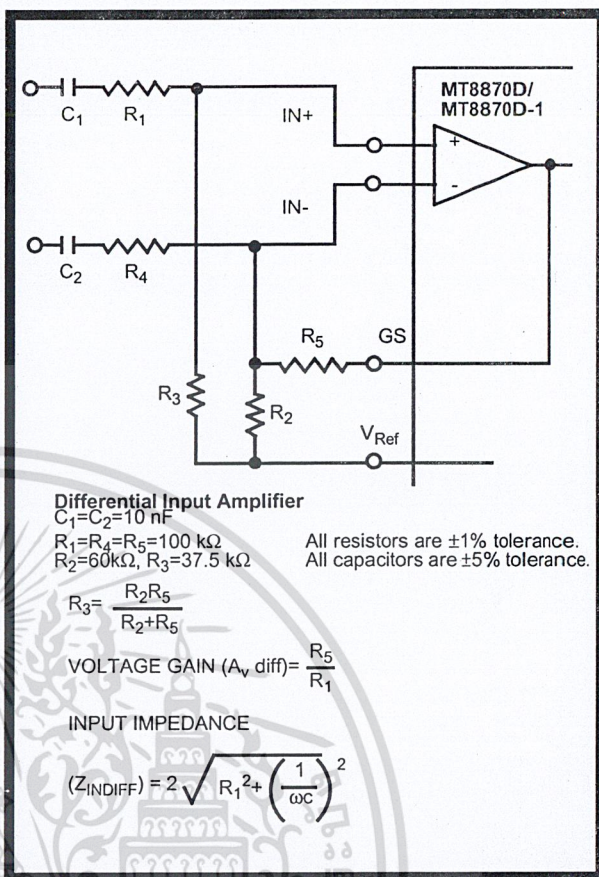 MT8870D/
MT8870D-1
C₁ R₁ IN+
+
-
IN-
C₂ R₄
R₅ GS
R₃ R₂
V_Ref
Differential Input Amplifier
C₁=C₂=10 nF
R₁=R₄=R₅=100 kΩ All resistors are ±1% tolerance.
R₂=60kΩ, R₃=37.5 kΩ All capacitors are ±5% tolerance.
R₃= R₂R₅ / R₂+R₅
VOLTAGE GAIN (A_v diff)= R₅ / R₁
INPUT IMPEDANCE
(Z_INDIFF) = 2 √ R₁²+ (1 / ωc)²